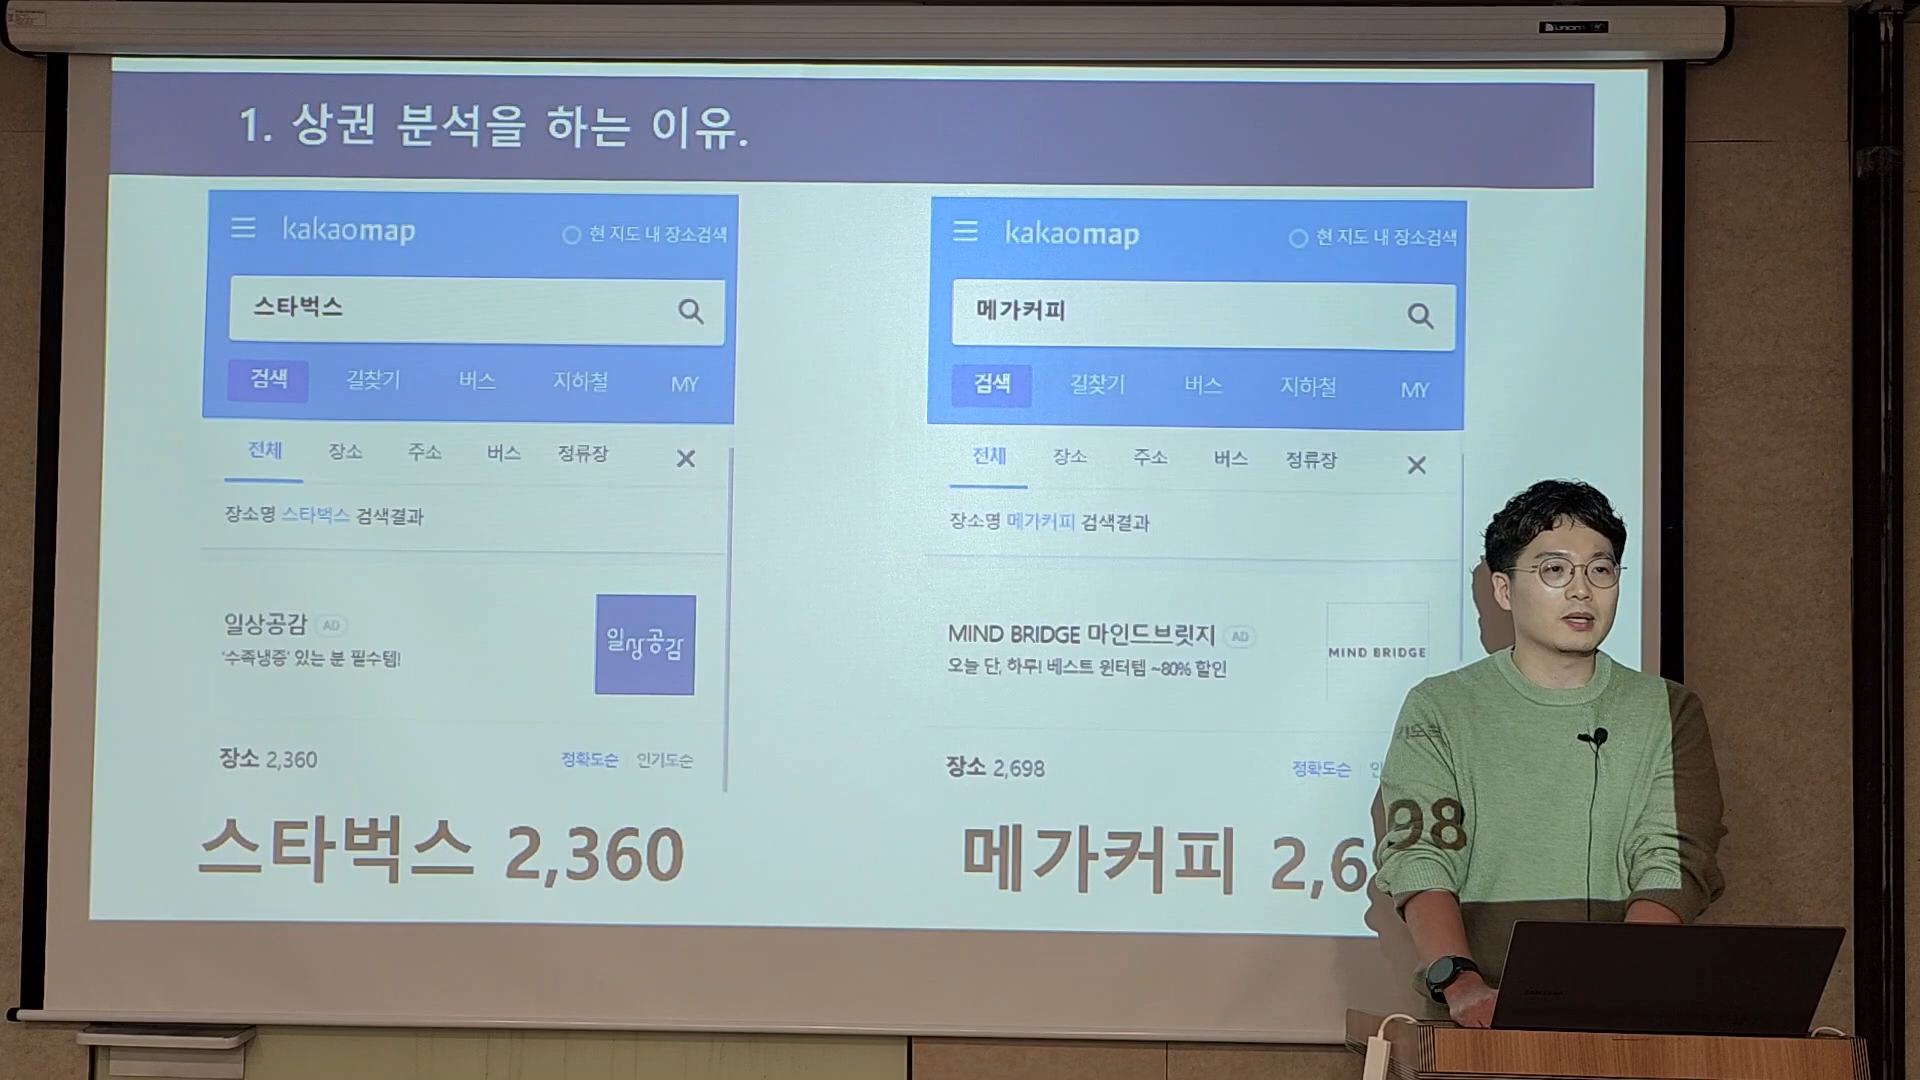 1. 상권 분석을 하는 이유.
kakaomap
현 지도 내 장소검색
스타벅스
검색 길찾기 버스 지하철 MY
전체 장소 주소 버스 정류장
장소명 스타벅스 검색결과
일상공감 AD
'수족냉증' 있는 분 필수템!
일상공감
장소 2,360
정확도순 인기도순
스타벅스 2,360
kakaomap
현 지도 내 장소검색
메가커피
검색 길찾기 버스 지하철 MY
전체 장소 주소 버스 정류장
장소명 메가커피 검색결과
MIND BRIDGE 마인드브릿지 AD
오늘 단, 하루! 베스트 윈터템 ~80% 할인
MIND BRIDGE
장소 2,698
정확도순
메가커피 2,698